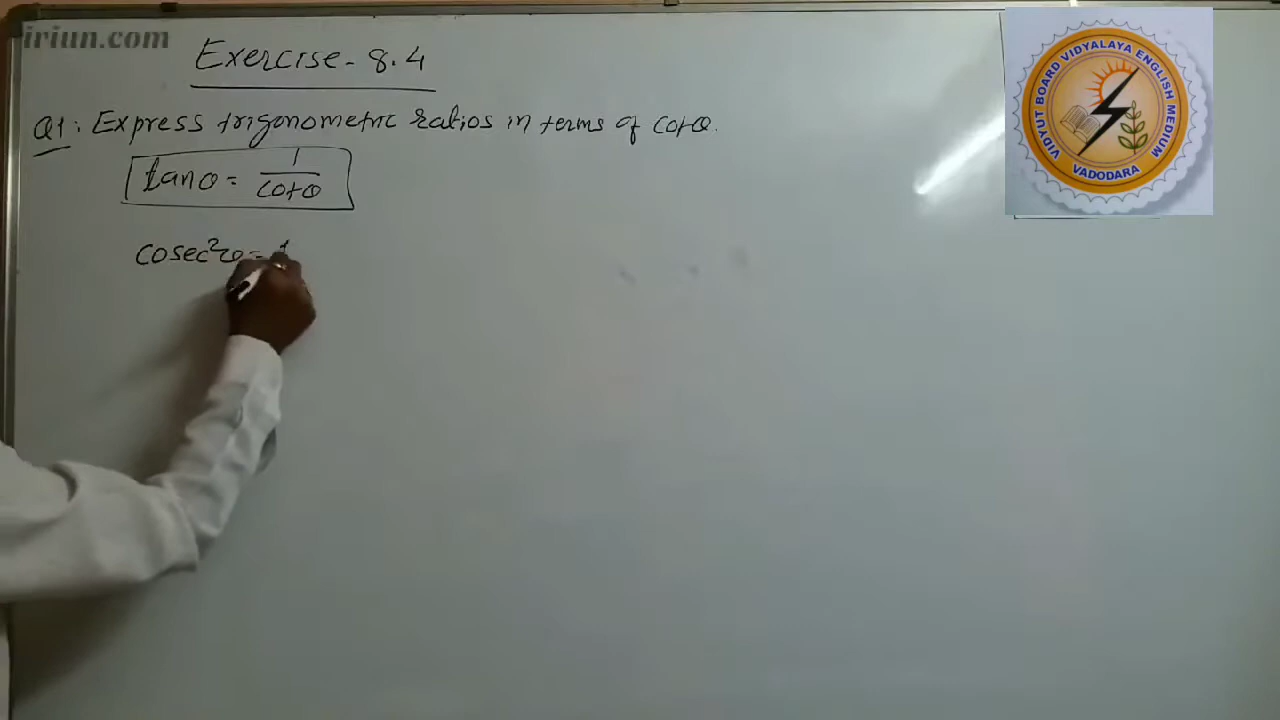 iriun.com
Exercise - 8.4
Q1: Express trigonometric ratios in terms of cotθ.
tanθ = 1/cotθ
cosec²θ = 1
VIDYUT BOARD VIDYALAYA ENGLISH MEDIUM
VADODARA